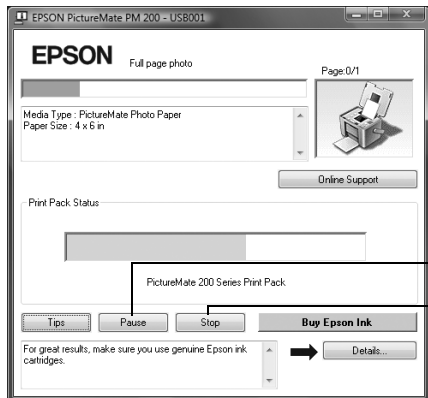 EPSON PictureMate PM 200 - USB001
EPSON
Full page photo
Page:0/1
Media Type : PictureMate Photo Paper
Paper Size : 4 x 6 in
Online Support
Print Pack Status
PictureMate 200 Series Print Pack
Tips
Pause
Stop
Buy Epson Ink
For great results, make sure you use genuine Epson ink
cartridges.
Details...